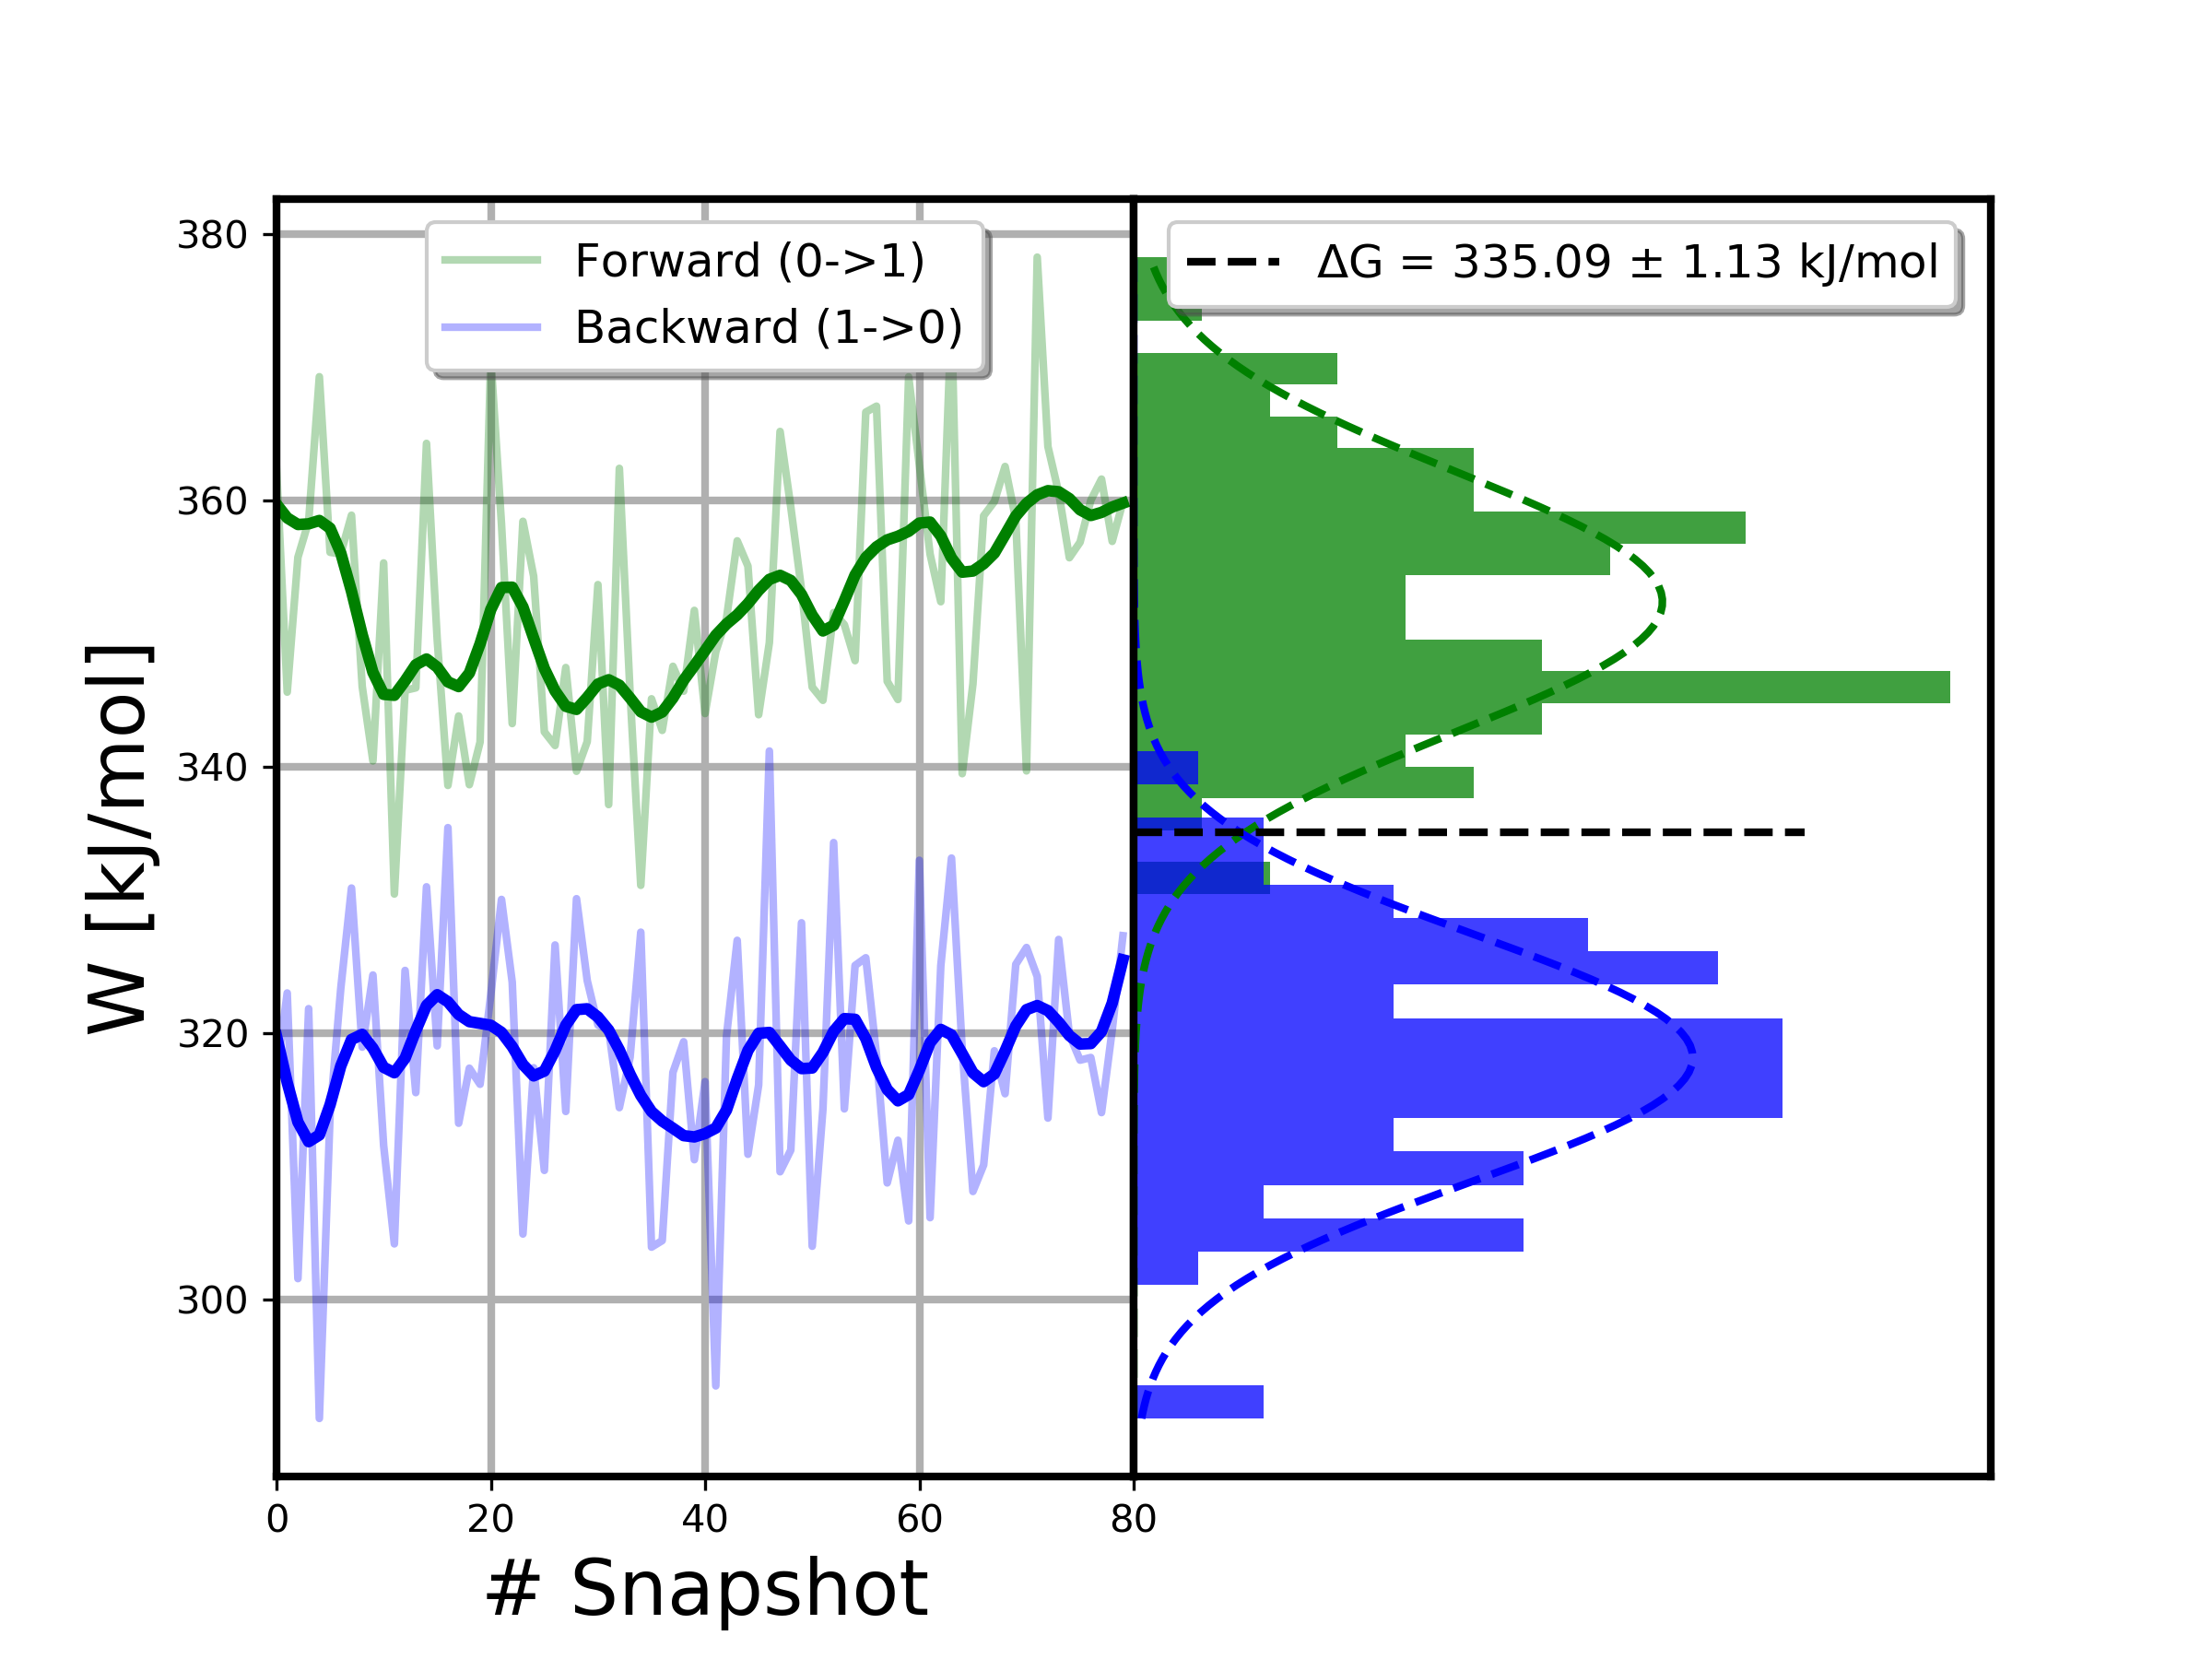 Forward (0->1)
Backward (1->0)
ΔG = 335.09 ± 1.13 kJ/mol
W [kJ/mol]
380
360
340
320
300
0 20 40 60 80
# Snapshot